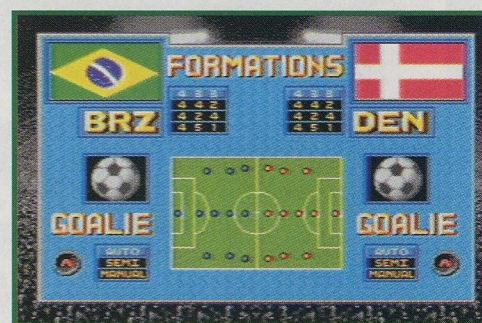 FORMATIONS
4 3 3
4 4 2
4 2 4
4 5 1
4 3 3
4 4 2
4 2 4
4 5 1
BRZ
DEN
GOALIE
GOALIE
AUTO
SEMI
MANUAL
AUTO
SEMI
MANUAL